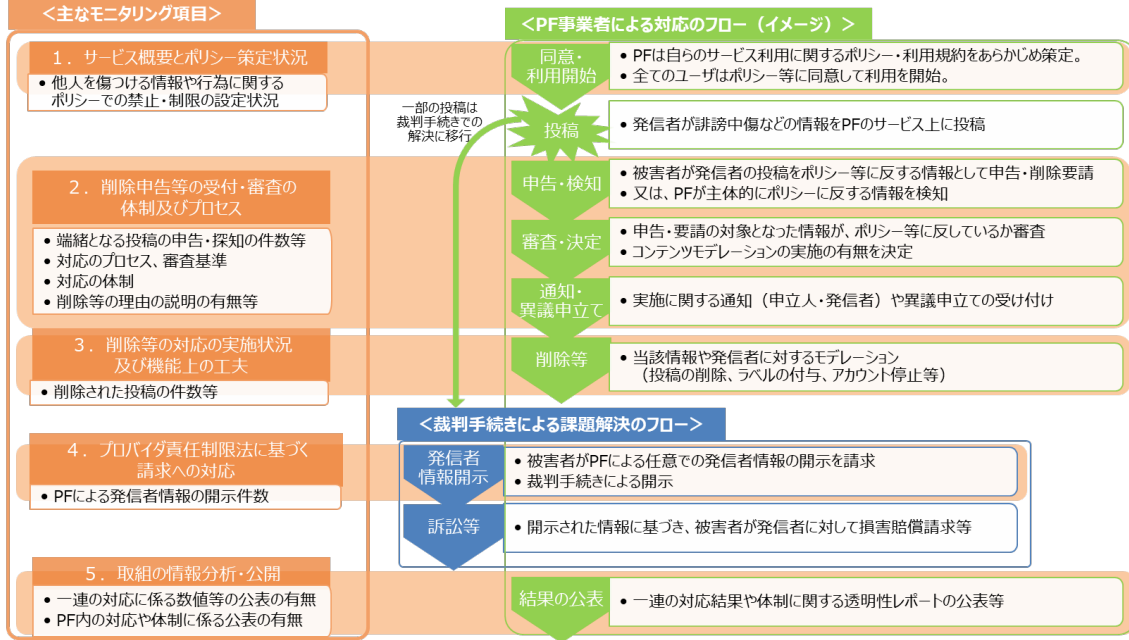 ＜主なモニタリング項目＞
１．サービス概要とポリシー策定状況
• 他人を傷つける情報や行為に関する
ポリシーでの禁止・制限の設定状況
２．削除申告等の受付・審査の
体制及びプロセス
• 端緒となる投稿の申告・探知の件数等
• 対応のプロセス、審査基準
• 対応の体制
• 削除等の理由の説明の有無等
３．削除等の対応の実施状況
及び機能上の工夫
• 削除された投稿の件数等
４．プロバイダ責任制限法に基づく
請求への対応
• PFによる発信者情報の開示件数
５．取組の情報分析・公開
• 一連の対応に係る数値等の公表の有無
• PF内の対応や体制に係る公表の有無
＜PF事業者による対応のフロー（イメージ）＞
同意・
利用開始
• PFは自らのサービス利用に関するポリシー・利用規約をあらかじめ策定。
• 全てのユーザはポリシー等に同意して利用を開始。
一部の投稿は
裁判手続きでの
解決に移行
投稿
• 発信者が誹謗中傷などの情報をPFのサービス上に投稿
申告・検知
• 被害者が発信者の投稿をポリシー等に反する情報として申告・削除要請
• 又は、PFが主体的にポリシーに反する情報を検知
審査・決定
• 申告・要請の対象となった情報が、ポリシー等に反しているか審査
• コンテンツモデレーションの実施の有無を決定
通知・
異議申立て
• 実施に関する通知（申立人・発信者）や異議申立ての受け付け
削除等
• 当該情報や発信者に対するモデレーション
（投稿の削除、ラベルの付与、アカウント停止等）
＜裁判手続きによる課題解決のフロー＞
発信者
情報開示
• 被害者がPFによる任意での発信者情報の開示を請求
• 裁判手続きによる開示
訴訟等
• 開示された情報に基づき、被害者が発信者に対して損害賠償請求等
結果の公表
• 一連の対応結果や体制に関する透明性レポートの公表等